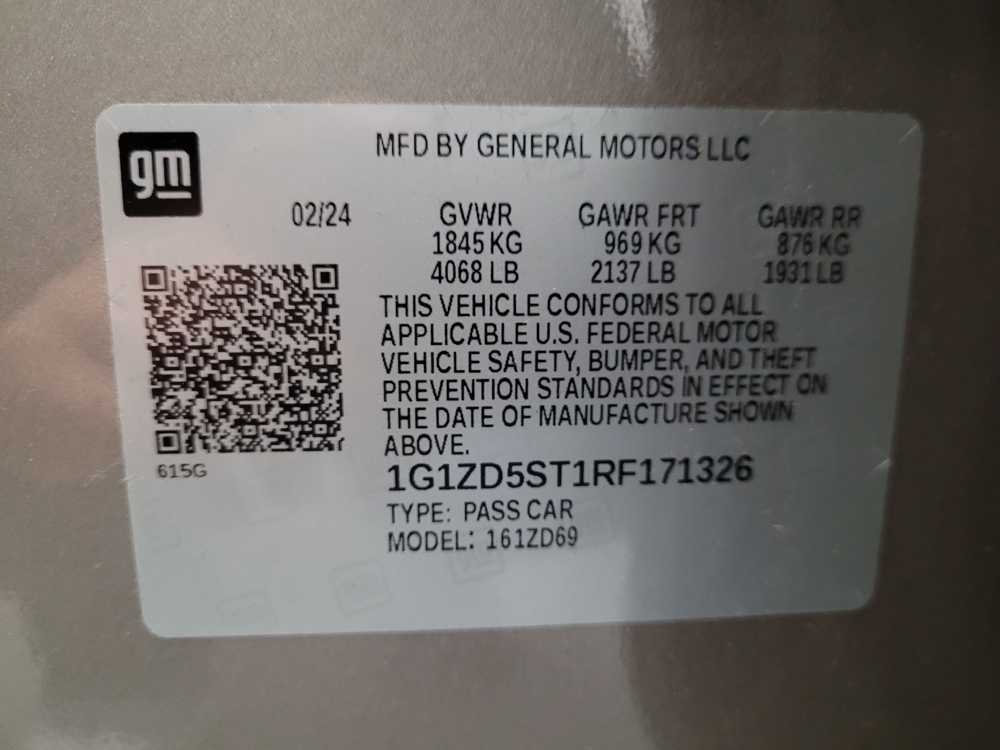 gm
MFD BY GENERAL MOTORS LLC
02/24 GVWR GAWR FRT GAWR RR
1845 KG 969 KG 876 KG
4068 LB 2137 LB 1931 LB
THIS VEHICLE CONFORMS TO ALL
APPLICABLE U.S. FEDERAL MOTOR
VEHICLE SAFETY, BUMPER, AND THEFT
PREVENTION STANDARDS IN EFFECT ON
THE DATE OF MANUFACTURE SHOWN
ABOVE.
615G
1G1ZD5ST1RF171326
TYPE: PASS CAR
MODEL: 161ZD69